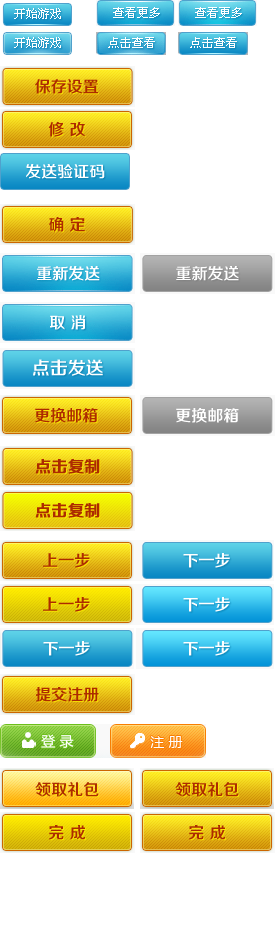 开始游戏 查看更多 查看更多
开始游戏 点击查看 点击查看
保存设置
修 改
发送验证码
确 定
重新发送 重新发送
取 消
点击发送
更换邮箱 更换邮箱
点击复制
点击复制
上一步 下一步
上一步 下一步
下一步 下一步
提交注册
登 录 注 册
领取礼包 领取礼包
完 成 完 成